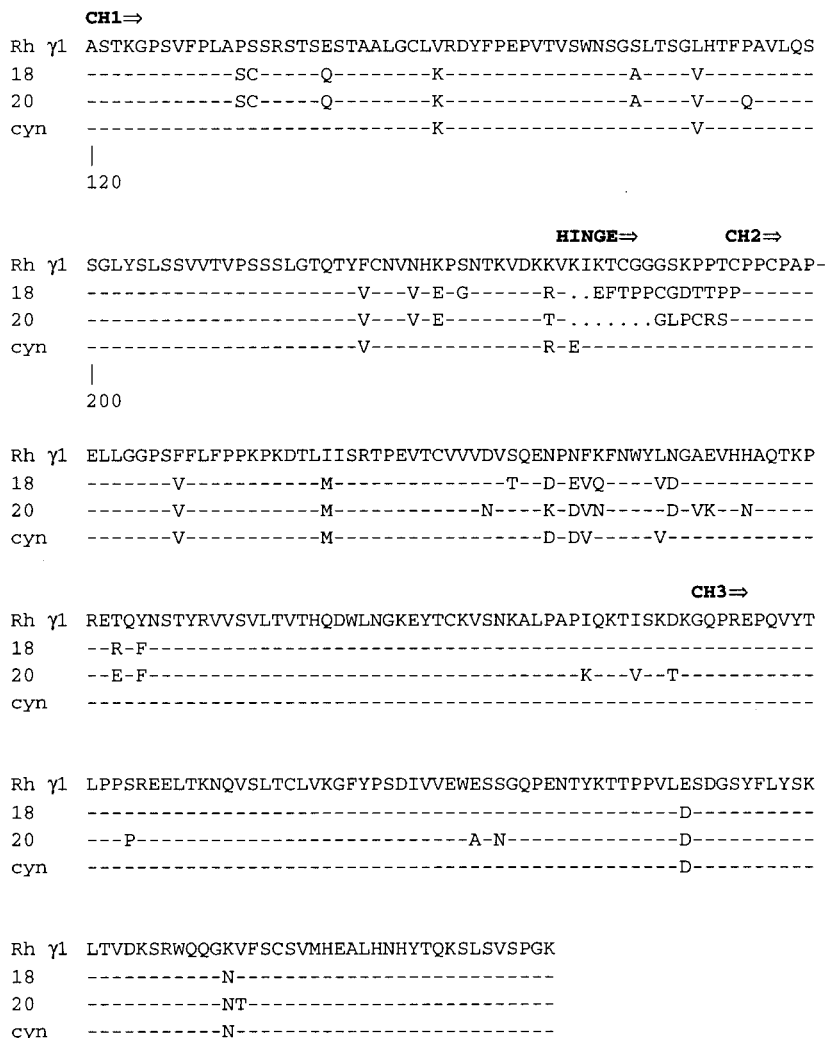 CH1⇒
Rh γ1 ASTKGPSVFPLAPSSRSTSESTAALGCLVRDYFPEPVTVSWNSGSLTSGLHTFPAVLQS
18 ------------SC-----Q---------K--------------A----V---------
20 ------------SC-----Q---------K--------------A----V---Q-----
cyn -----------------------------K-------------------V---------
|
120
HINGE⇒ CH2⇒
Rh γ1 SGLYSLSSVVTVPSSSLGTQTYFCNVNHKPSNTKVDKKVKIKTCGGGSKPPTCPPCPAP-
18 ----------------------V---V-E-G------R-..EFTPPCGDTTPP------
20 ----------------------V---V-E--------T-.......GLPCRS-------
cyn ----------------------V--------------R-E-------------------
|
200
Rh γ1 ELLGGPSFFLFPPKPKDTLIISRTPEVTCVVVDVSQENPNFKFNWYLNGAEVHHAQTKP
18 -------V-----------M--------------T--D-EVQ----VD-----------
20 -------V-----------M------------N----K-DVN-----D-VK--N-----
cyn -------V-----------M-----------------D-DV-----V------------
CH3⇒
Rh γ1 RETQYNSTYRVVSVLTVTHQDWLNGKEYTCKVSNKALPAPIQKTISKDKGQPREPQVYT
18 --R-F------------------------------------------------------
20 --E-F-----------------------------------K---V--T-----------
cyn -----------------------------------------------------------
Rh γ1 LPPSREELTKNQVSLTCLVKGFYPSDIVVEWESSGQPENTYKTTPPVLESDGSYFLYSK
18 ------------------------------------------------D----------
20 ---P---------------------------A-N--------------D----------
cyn ------------------------------------------------D----------
Rh γ1 LTVDKSRWQQGKVFSCSVMHEALHNHYTQKSLSVSPGK
18 -----------N--------------------------
20 -----------NT-------------------------
cyn -----------N--------------------------